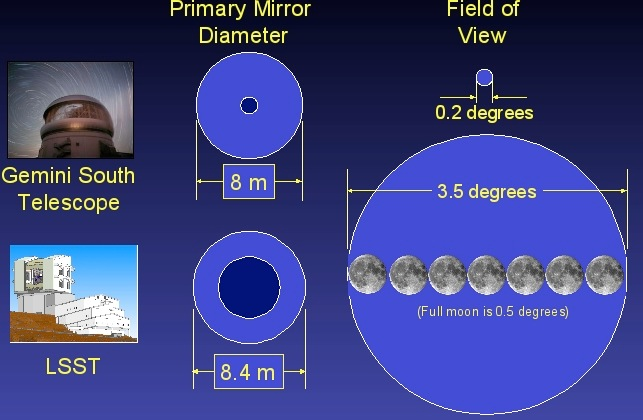 Primary Mirror
Diameter
Field of
View
Gemini South
Telescope
8 m
0.2 degrees
3.5 degrees
(Full moon is 0.5 degrees)
LSST
8.4 m